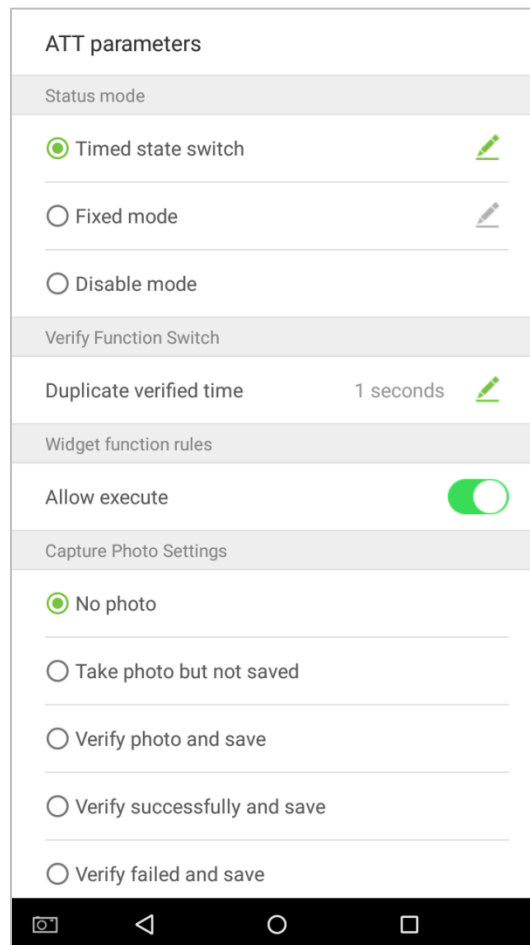 ATT parameters
Status mode
Timed state switch
Fixed mode
Disable mode
Verify Function Switch
Duplicate verified time 1 seconds
Widget function rules
Allow execute
Capture Photo Settings
No photo
Take photo but not saved
Verify photo and save
Verify successfully and save
Verify failed and save